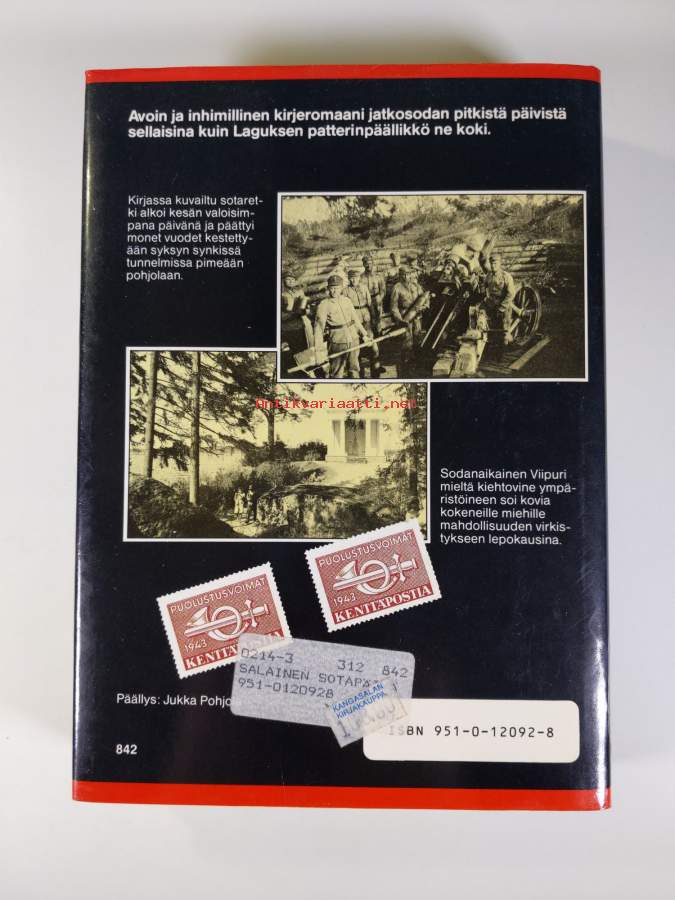 Avoin ja inhimillinen kirjeromaani jatkosodan pitkistä päivistä
sellaisina kuin Laguksen patterinpäällikkö ne koki.
Kirjassa kuvailtu sotaret-
ki alkoi kesän valoisim-
pana päivänä ja päättyi
monet vuodet kestetty-
ään syksyn synkissä
tunnelmissa pimeään
pohjolaan.
antikvariaatti.net
Sodanaikainen Viipuri
mieltä kiehtovine ympä-
ristöineen soi kovia
kokeneille miehille
mahdollisuuden virkis-
tykseen lepokausina.
PUOLUSTUSVOIMAT
1943
KENTTÄPOSTIA
PUOLUSTUSVOIMAT
1943
KENTTÄPOSTIA
0214-3 312 842
SALAINEN SOTAPÄI
951-0120928
KANGASALAN
KIRJAKAUPPA
Päällys: Jukka Pohjo
ISBN 951-0-12092-8
842